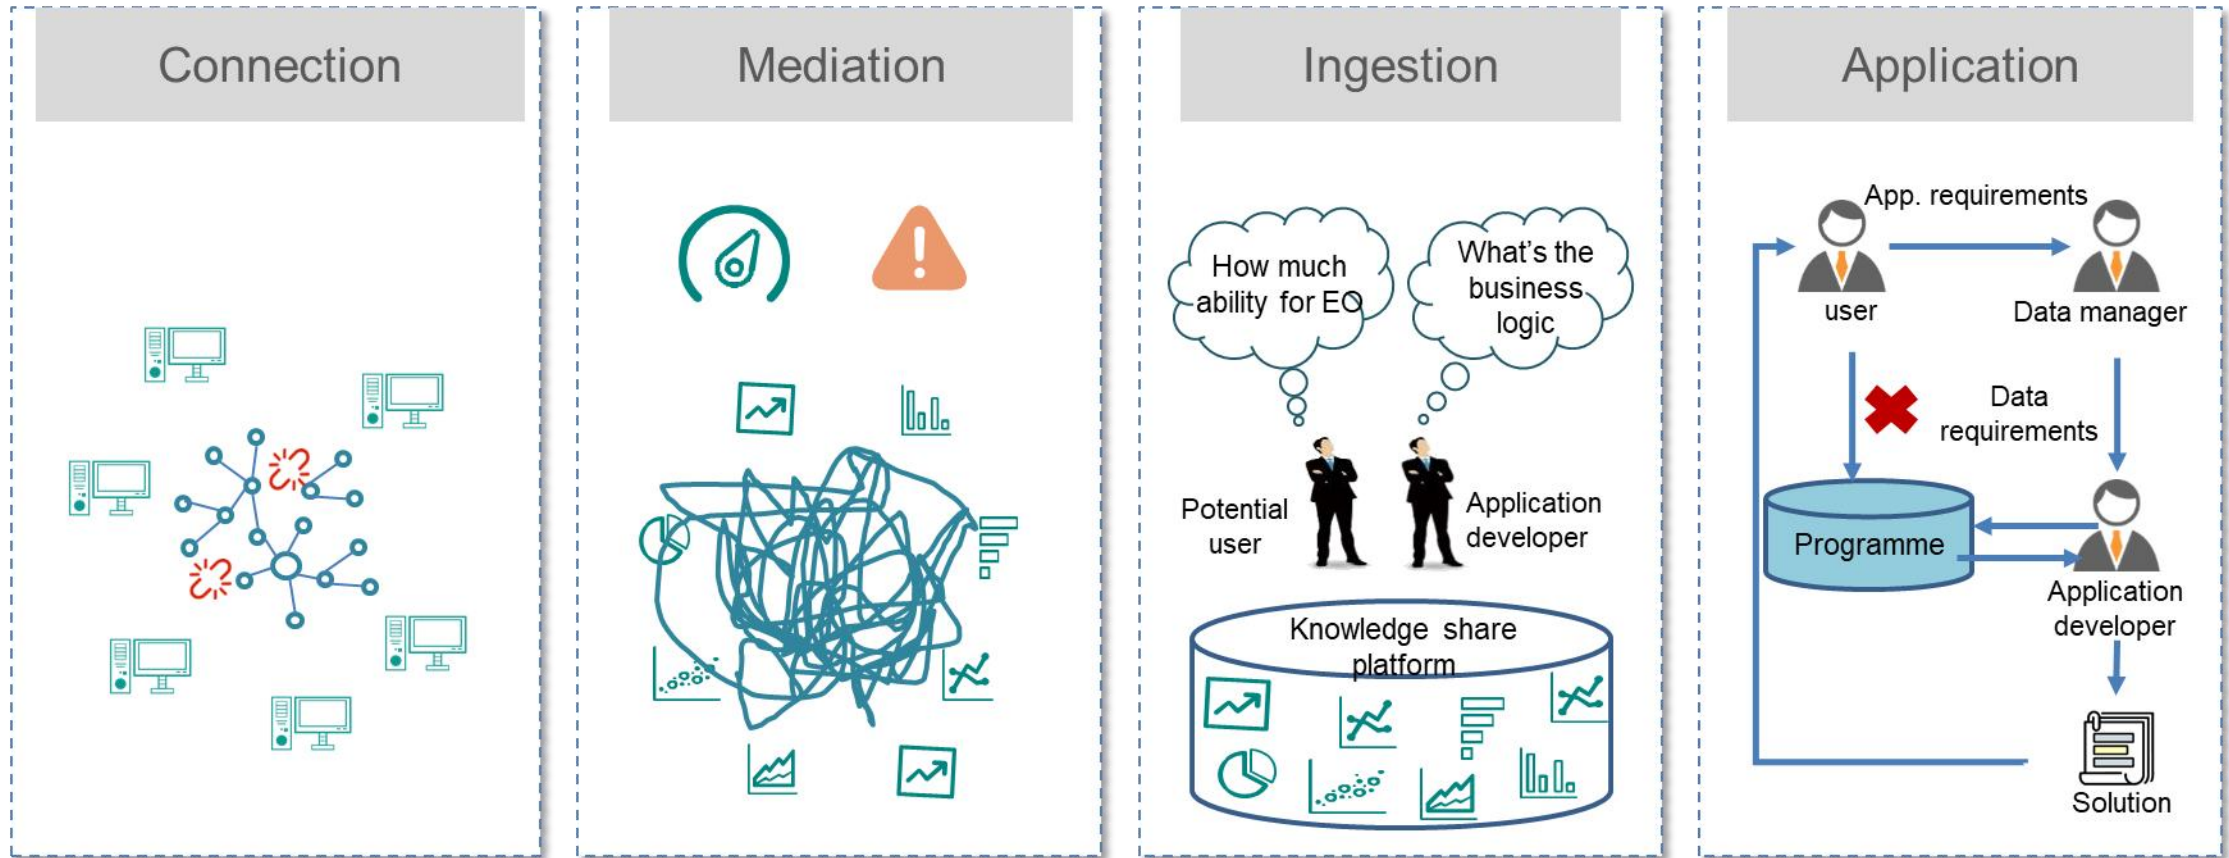 Connection
Mediation
Ingestion
How much
ability for EO
What's the
business
logic
Potential
user
Application
developer
Knowledge share
platform
Application
App. requirements
user
Data manager
Data
requirements
Programme
Application
developer
Solution